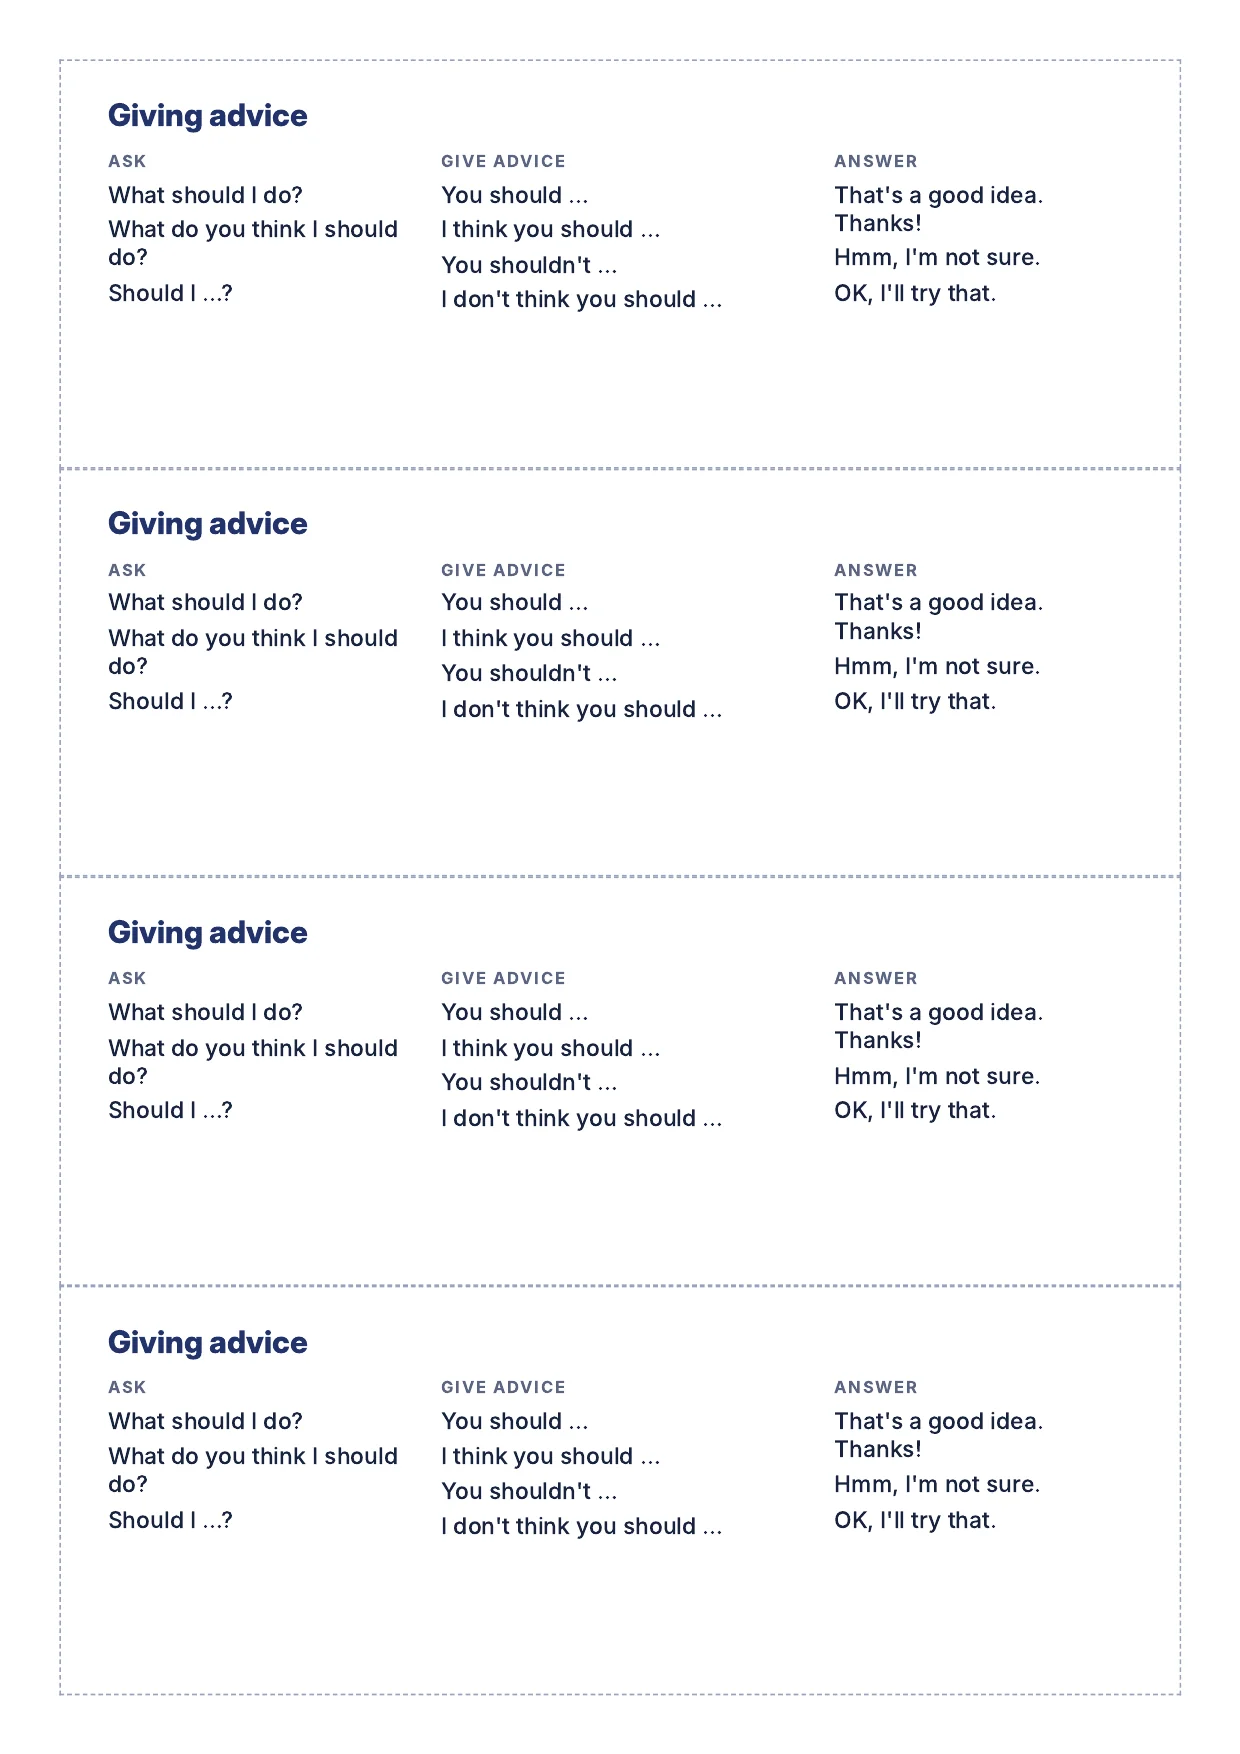 Giving advice
ASK
What should I do?
What do you think I should
do?
Should I ...?
GIVE ADVICE
You should ...
I think you should ...
You shouldn't ...
I don't think you should ...
ANSWER
That's a good idea.
Thanks!
Hmm, I'm not sure.
OK, I'll try that.
Giving advice
ASK
What should I do?
What do you think I should
do?
Should I ...?
GIVE ADVICE
You should ...
I think you should ...
You shouldn't ...
I don't think you should ...
ANSWER
That's a good idea.
Thanks!
Hmm, I'm not sure.
OK, I'll try that.
Giving advice
ASK
What should I do?
What do you think I should
do?
Should I ...?
GIVE ADVICE
You should ...
I think you should ...
You shouldn't ...
I don't think you should ...
ANSWER
That's a good idea.
Thanks!
Hmm, I'm not sure.
OK, I'll try that.
Giving advice
ASK
What should I do?
What do you think I should
do?
Should I ...?
GIVE ADVICE
You should ...
I think you should ...
You shouldn't ...
I don't think you should ...
ANSWER
That's a good idea.
Thanks!
Hmm, I'm not sure.
OK, I'll try that.